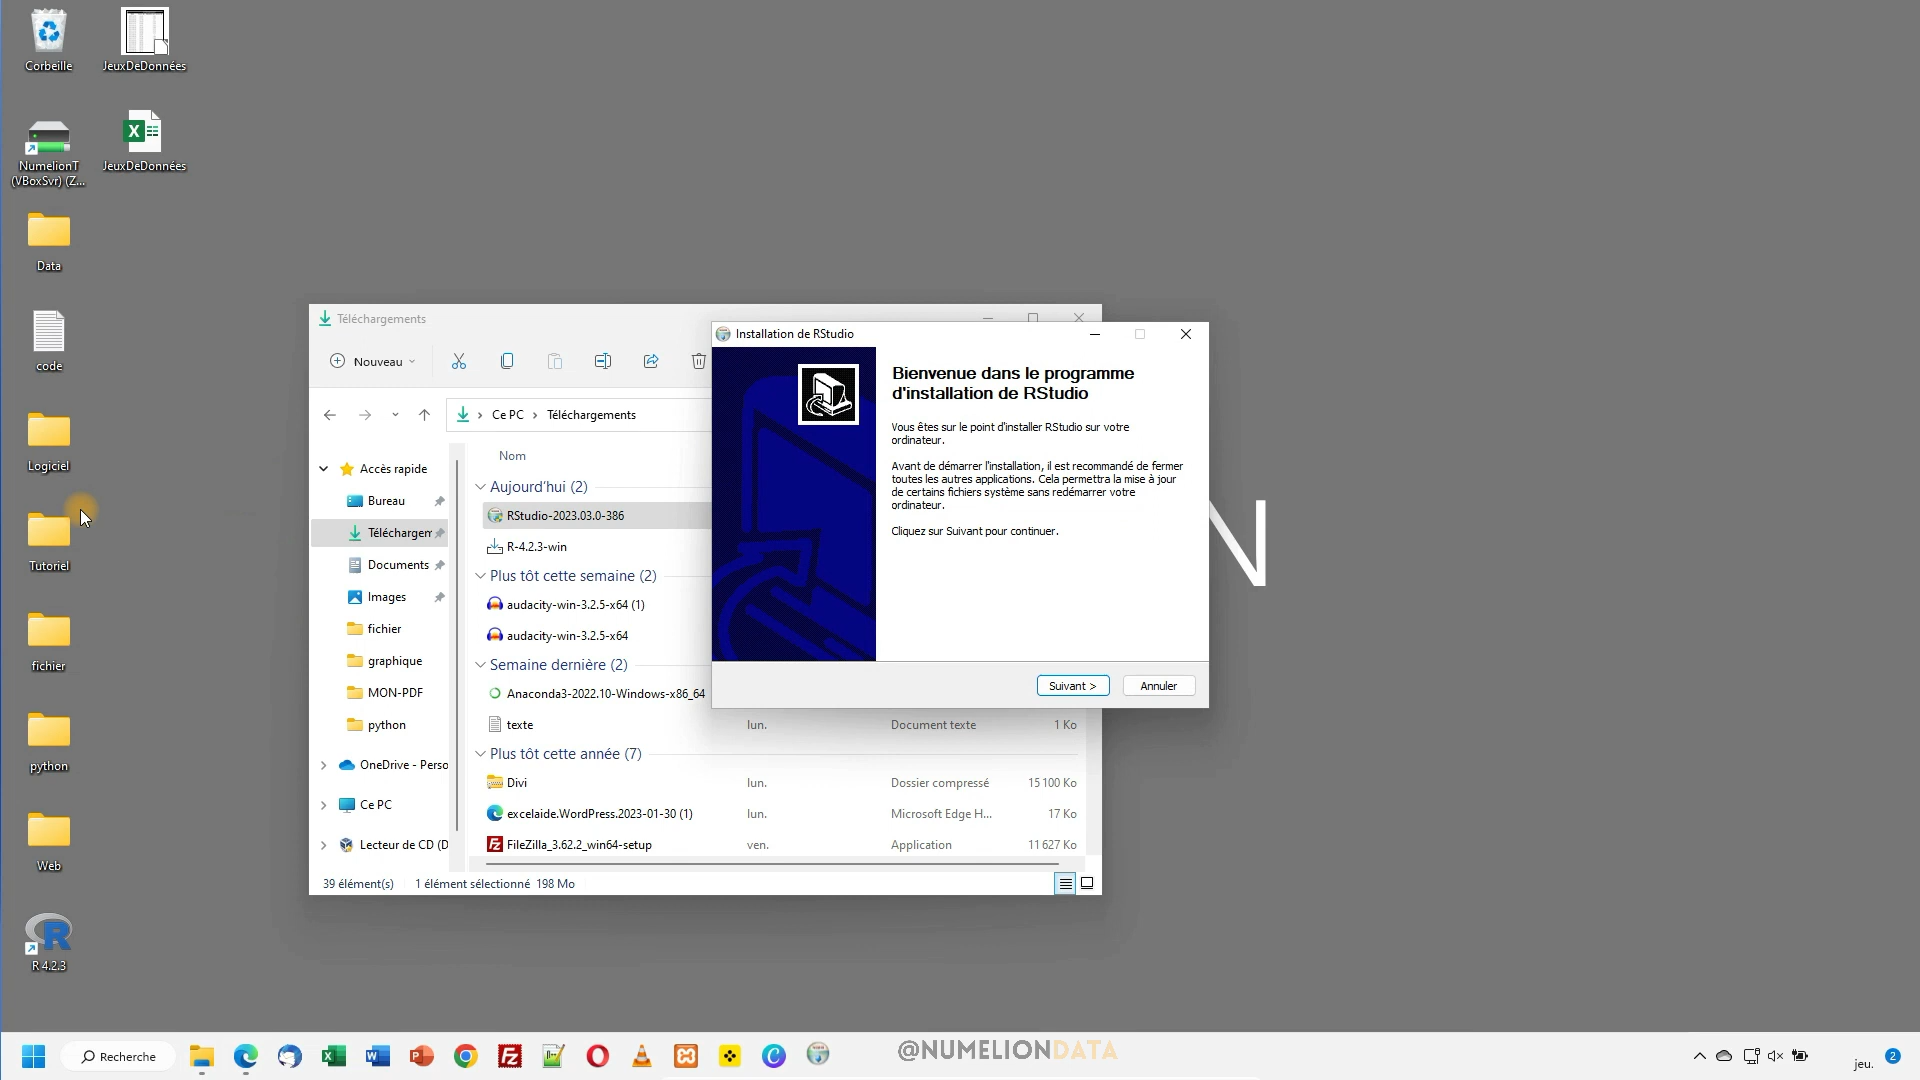 Corbeille
JeuxDeDonnées
NumelionT
(VBoxSvr) (Z...
JeuxDeDonnées
Data
code
Logiciel
Tutoriel
fichier
python
Web
R 4.2.3
Téléchargements
Nouveau
Ce PC
Téléchargements
Accès rapide
Bureau
Téléchargem
Documents
Images
fichier
graphique
MON-PDF
python
OneDrive - Perso
Ce PC
Lecteur de CD (D
Nom
Aujourd'hui (2)
RStudio-2023.03.0-386
R-4.2.3-win
Plus tôt cette semaine (2)
audacity-win-3.2.5-x64 (1)
audacity-win-3.2.5-x64
Semaine dernière (2)
Anaconda3-2022.10-Windows-x86_64
texte lun. Document texte 1 Ko
Plus tôt cette année (7)
Divi lun. Dossier compressé 15 100 Ko
excelaide.WordPress.2023-01-30 (1) lun. Microsoft Edge H... 17 Ko
FileZilla_3.62.2_win64-setup ven. Application 11 627 Ko
39 élément(s) 1 élément sélectionné 198 Mo
Installation de RStudio
Bienvenue dans le programme
d'installation de RStudio
Vous êtes sur le point d'installer RStudio sur votre
ordinateur.
Avant de démarrer l'installation, il est recommandé de fermer
toutes les autres applications. Cela permettra la mise à jour
de certains fichiers système sans redémarrer votre
ordinateur.
Cliquez sur Suivant pour continuer.
Suivant >
Annuler
N
Recherche
@NUMELIONDATA
jeu.
2